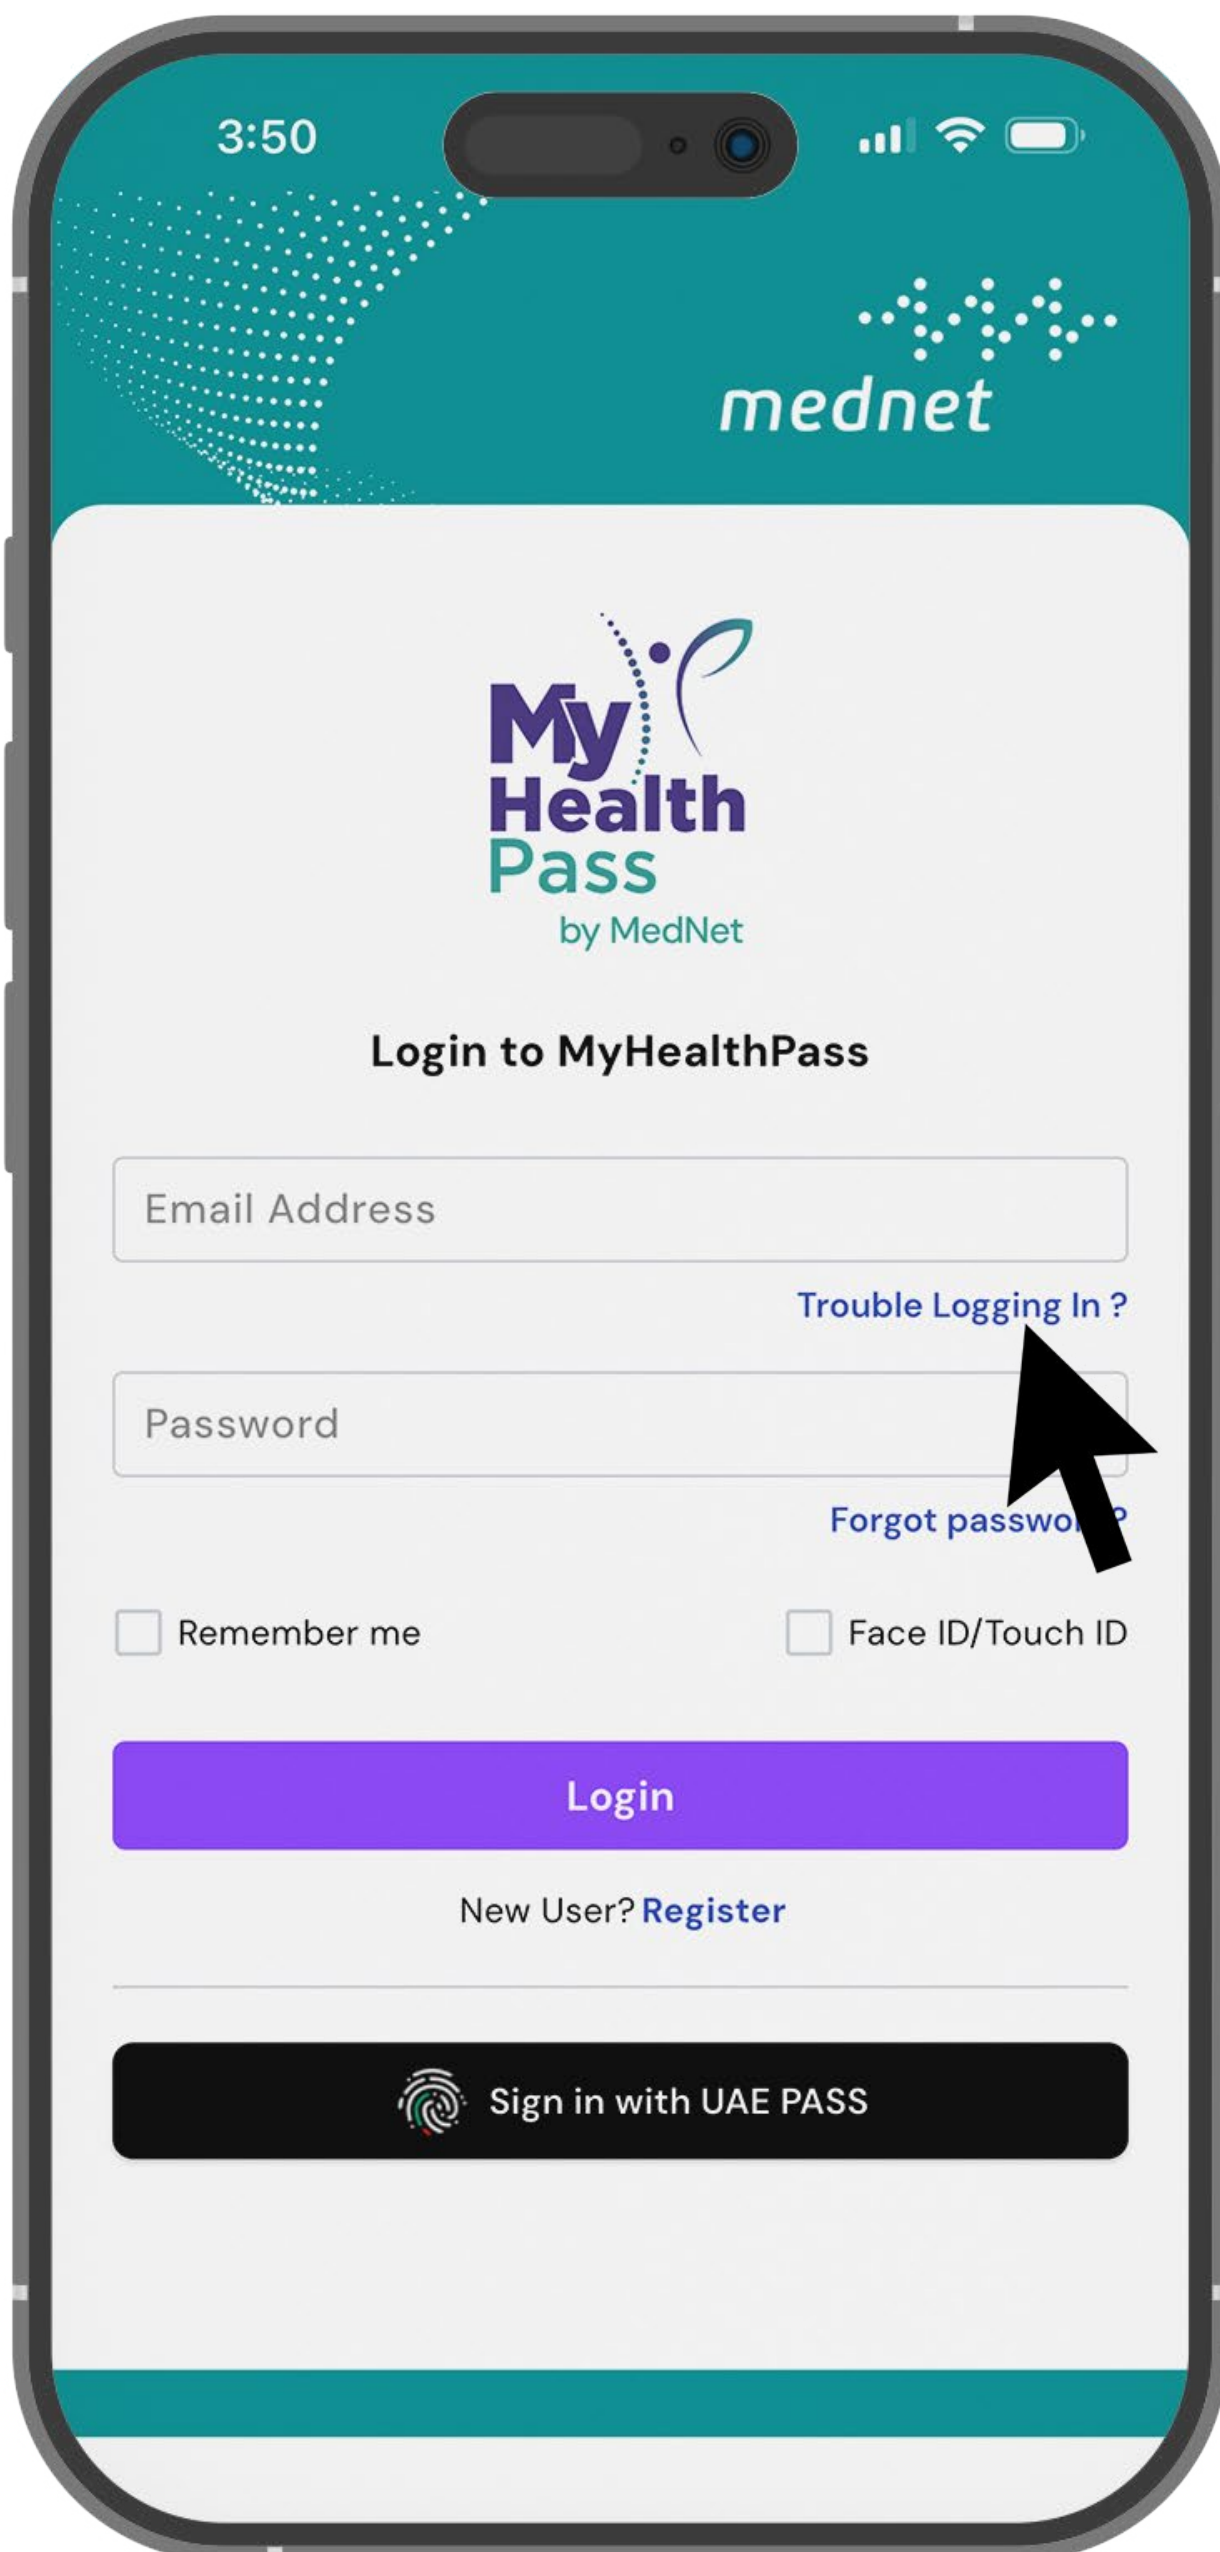 3:50
mednet
My
Health
Pass
by MedNet
Login to MyHealthPass
Email Address
Trouble Logging In ?
Password
Forgot password?
Remember me
Face ID/Touch ID
Login
New User? Register
Sign in with UAE PASS